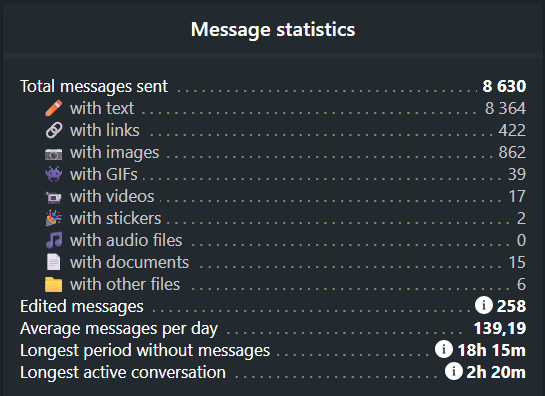 Message statistics
Total messages sent 8 630
with text 8 364
with links 422
with images 862
with GIFs 39
with videos 17
with stickers 2
with audio files 0
with documents 15
with other files 6
Edited messages 258
Average messages per day 139,19
Longest period without messages 18h 15m
Longest active conversation 2h 20m